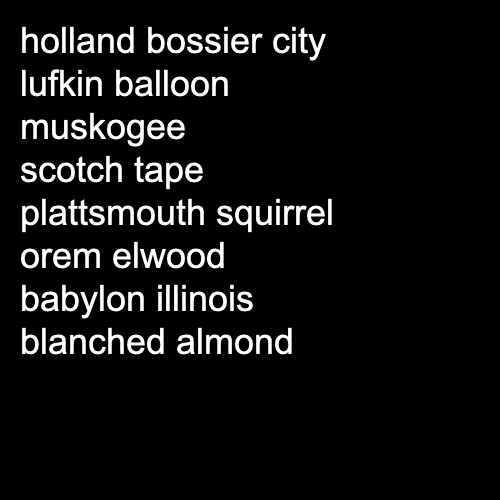 holland bossier city
lufkin balloon
muskogee
scotch tape
plattsmouth squirrel
orem elwood
babylon illinois
blanched almond